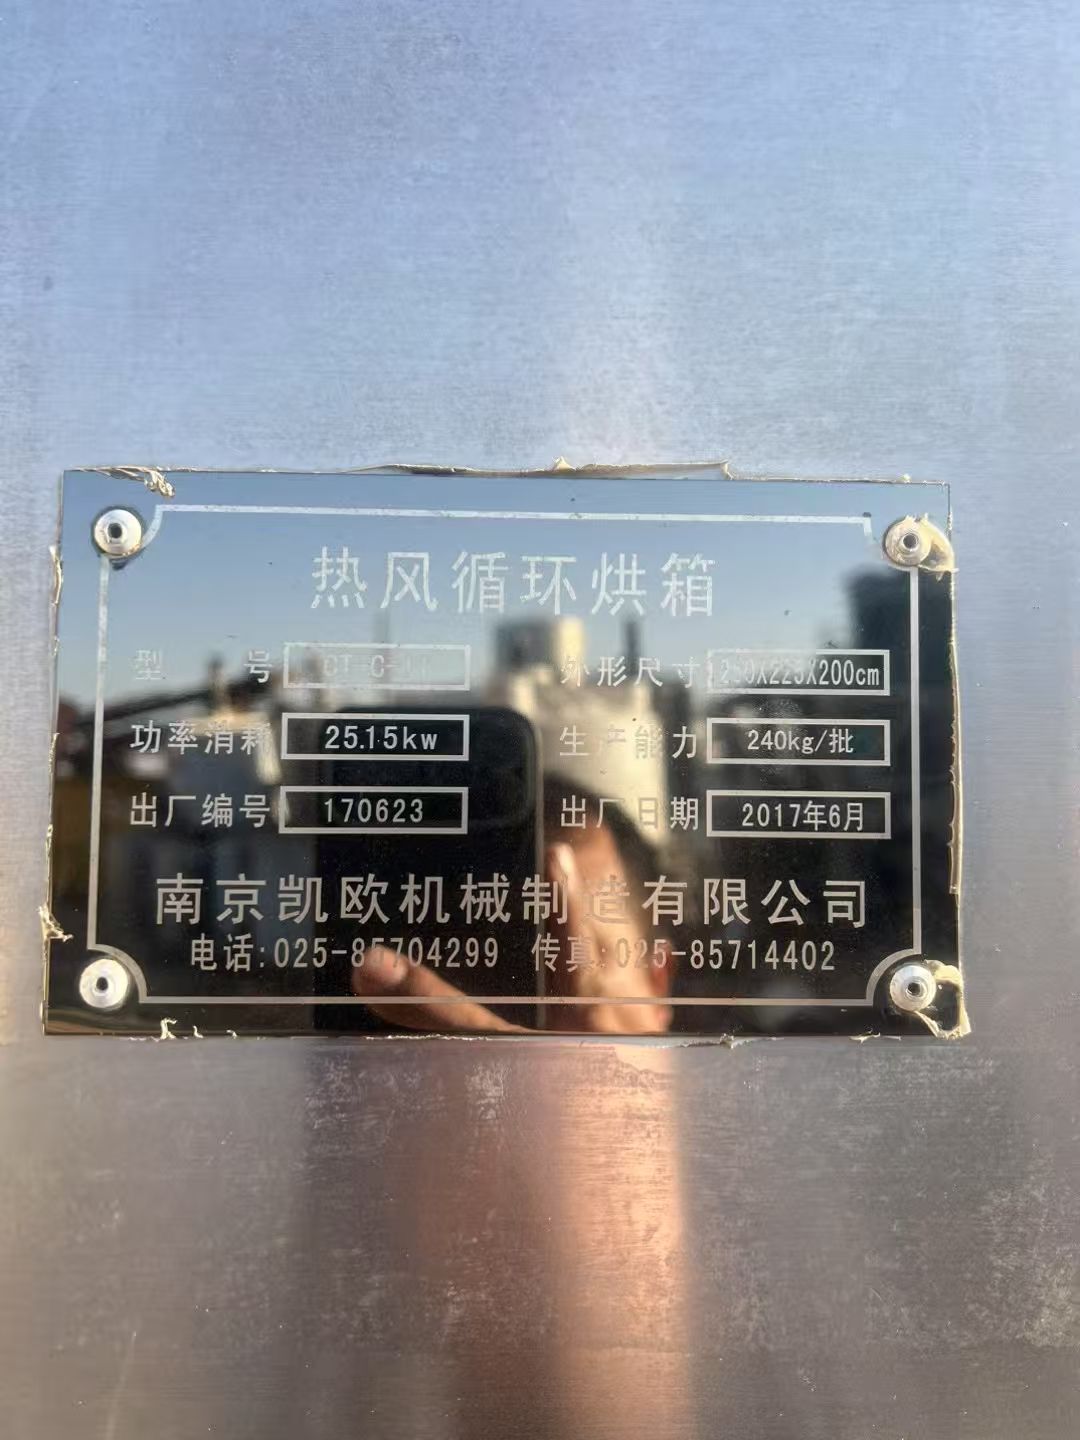 热风循环烘箱
型 号 外形尺寸 X200cm
功率消耗 25.15kw 生产能力 240kg/批
出厂编号 170623 出厂日期 2017年6月
南京凯欧机械制造有限公司
电话:025-85704299 传真:025-85714402